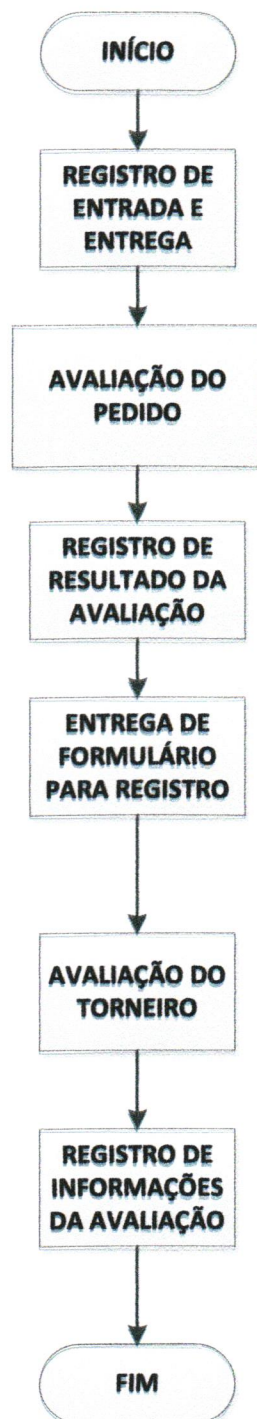 INÍCIO
REGISTRO DE
ENTRADA E
ENTREGA
AVALIAÇÃO DO
PEDIDO
REGISTRO DE
RESULTADO DA
AVALIAÇÃO
ENTREGA DE
FORMULÁRIO
PARA REGISTRO
AVALIAÇÃO DO
TORNEIRO
REGISTRO DE
INFORMAÇÕES
DA AVALIAÇÃO
FIM